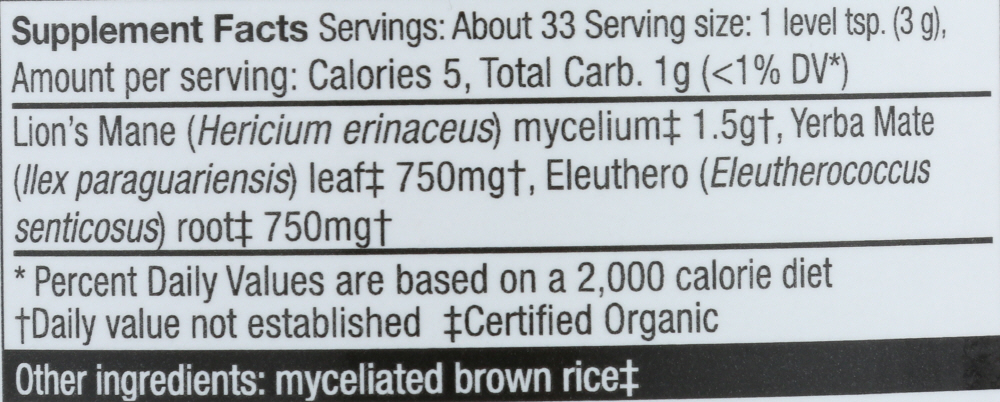 Supplement Facts Servings: About 33 Serving size: 1 level tsp. (3 g),
Amount per serving: Calories 5, Total Carb. 1g (<1% DV*)
Lion's Mane (Hericium erinaceus) mycelium‡ 1.5g†, Yerba Mate
(Ilex paraguariensis) leaf‡ 750mg†, Eleuthero (Eleutherococcus
senticosus) root‡ 750mg†
* Percent Daily Values are based on a 2,000 calorie diet
†Daily value not established ‡Certified Organic
Other ingredients: myceliated brown rice‡